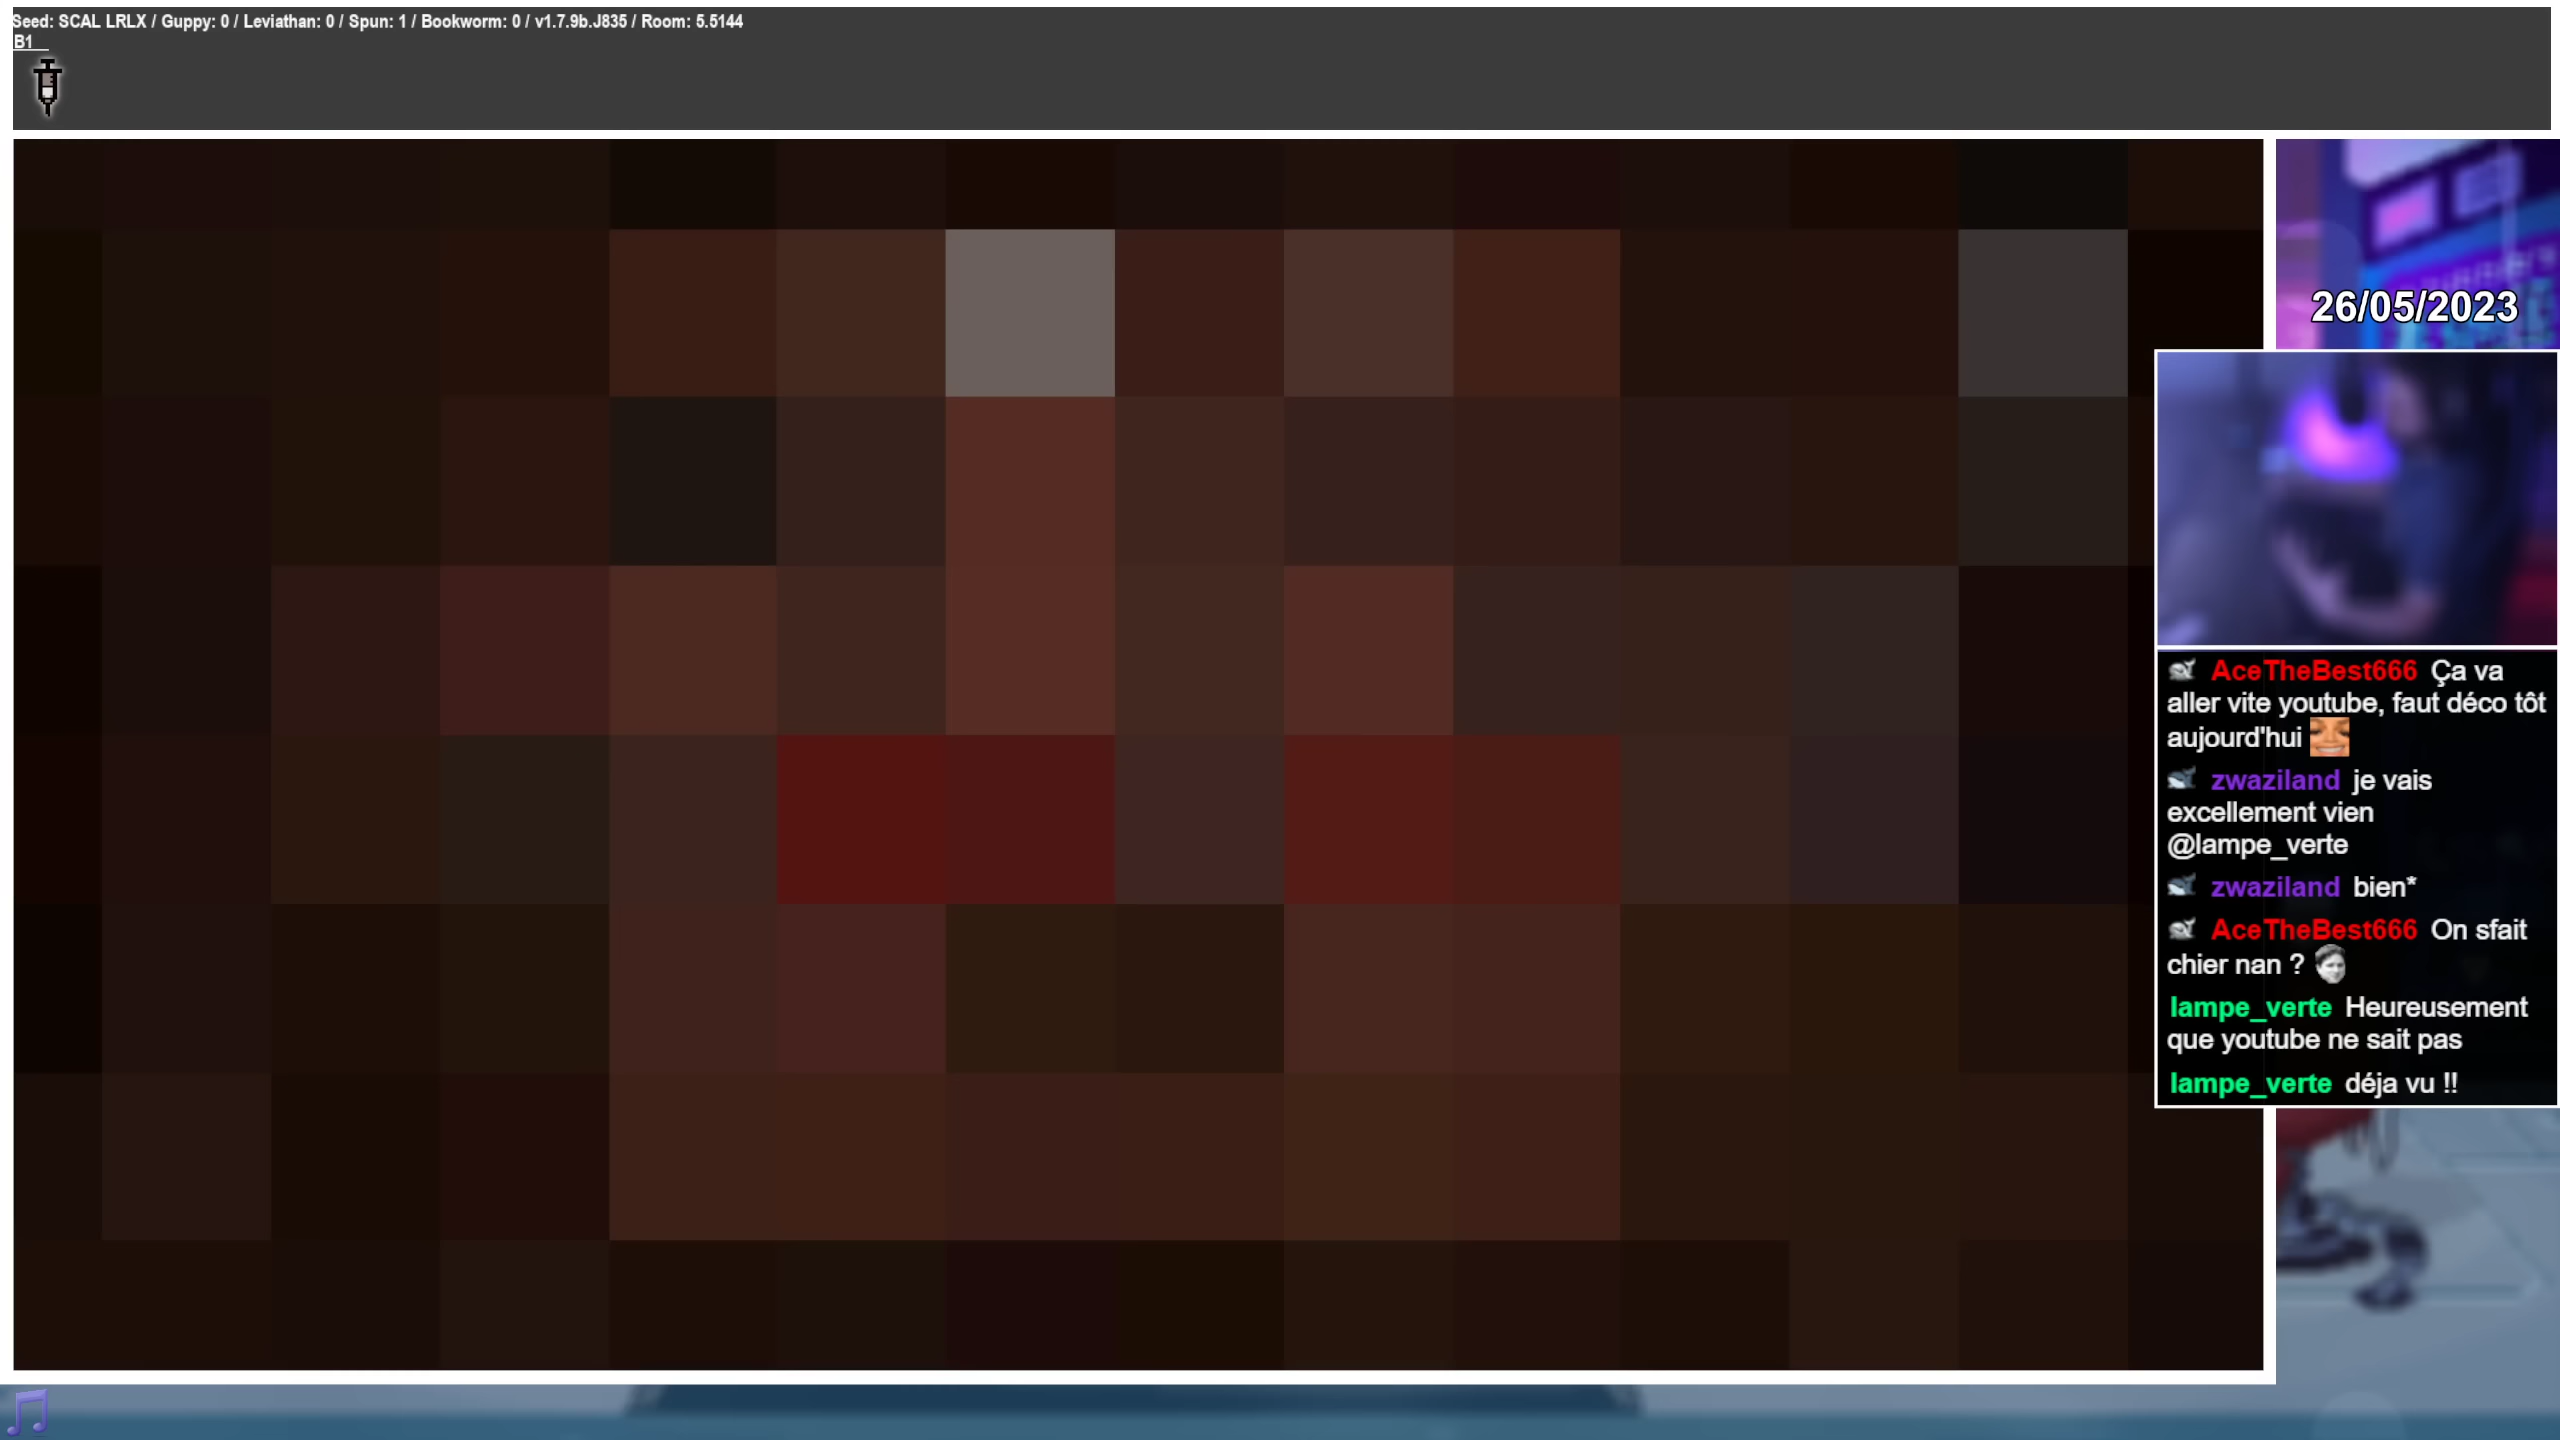 Seed: SCAL LRLX / Guppy: 0 / Leviathan: 0 / Spun: 1 / Bookworm: 0 / v1.7.9b.J835 / Room: 5.5144
B1
26/05/2023
AceTheBest666 Ça va
aller vite youtube, faut déco tôt
aujourd'hui
zwaziland je vais
excellement vien
@lampe_verte
zwaziland bien*
AceTheBest666 On sfait
chier nan ?
lampe_verte Heureusement
que youtube ne sait pas
lampe_verte déja vu !!